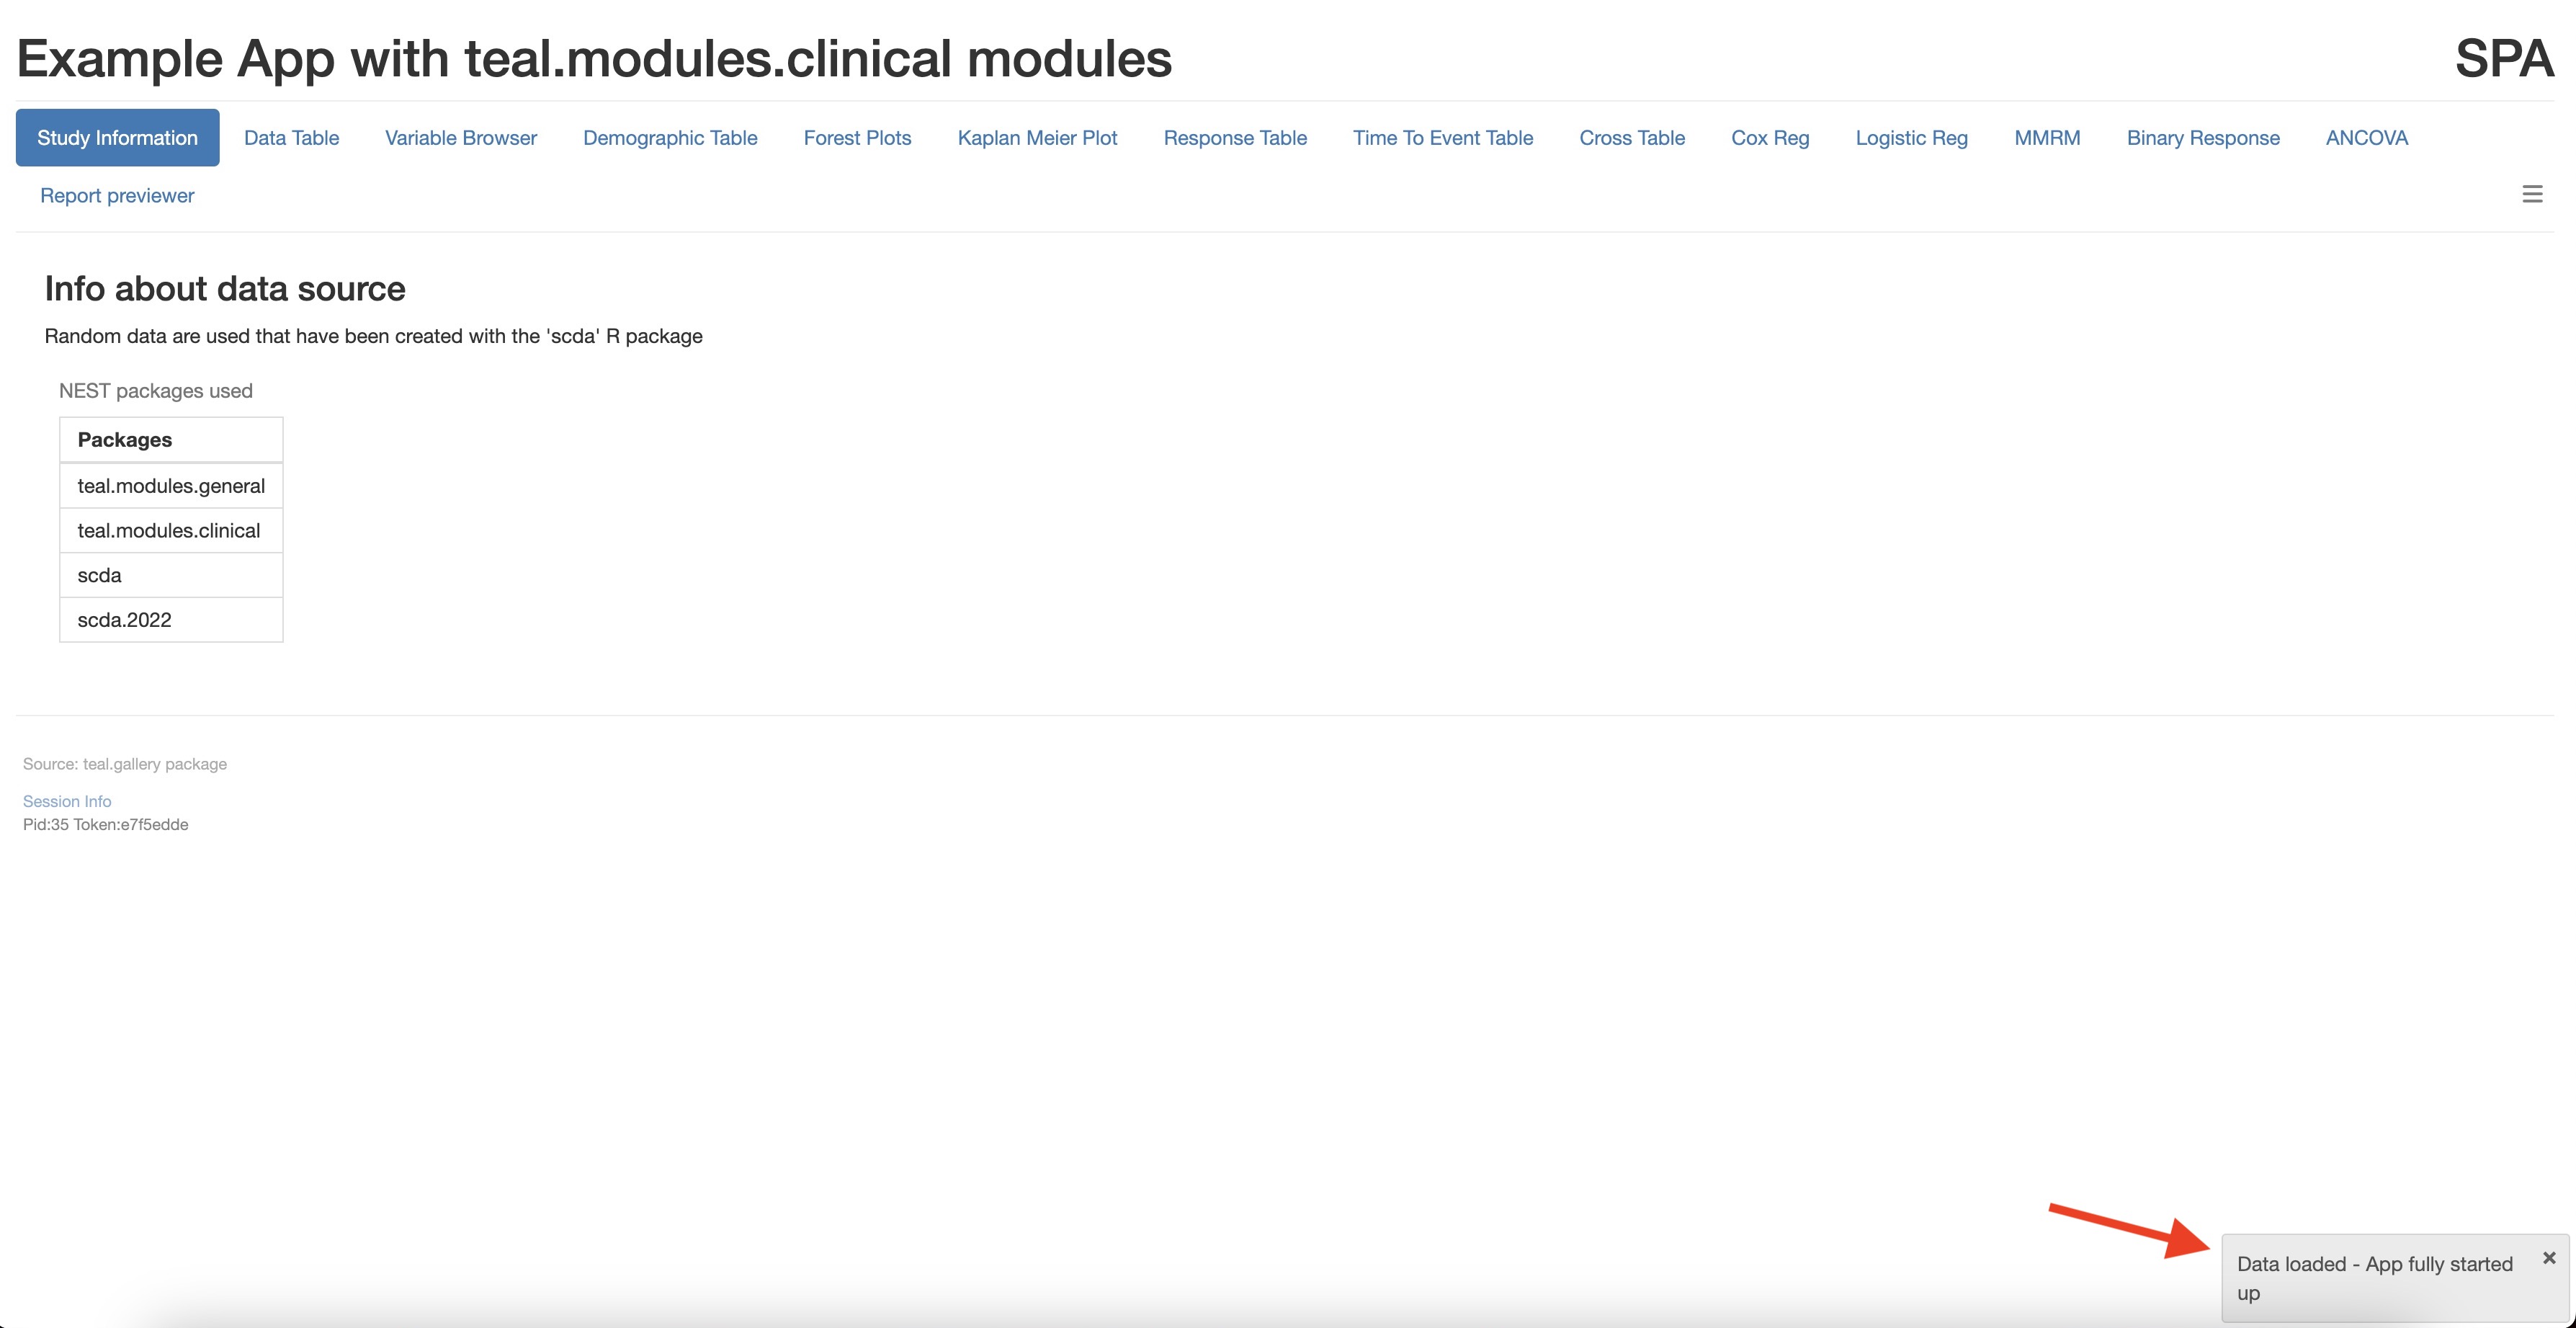 Example App with teal.modules.clinical modules
SPA
Study Information
Data Table
Variable Browser
Demographic Table
Forest Plots
Kaplan Meier Plot
Response Table
Time To Event Table
Cross Table
Cox Reg
Logistic Reg
MMRM
Binary Response
ANCOVA
Report previewer
Info about data source
Random data are used that have been created with the 'scda' R package
NEST packages used
Packages
teal.modules.general
teal.modules.clinical
scda
scda.2022
Source: teal.gallery package
Session Info
Pid:35 Token:e7f5edde
Data loaded - App fully started
up